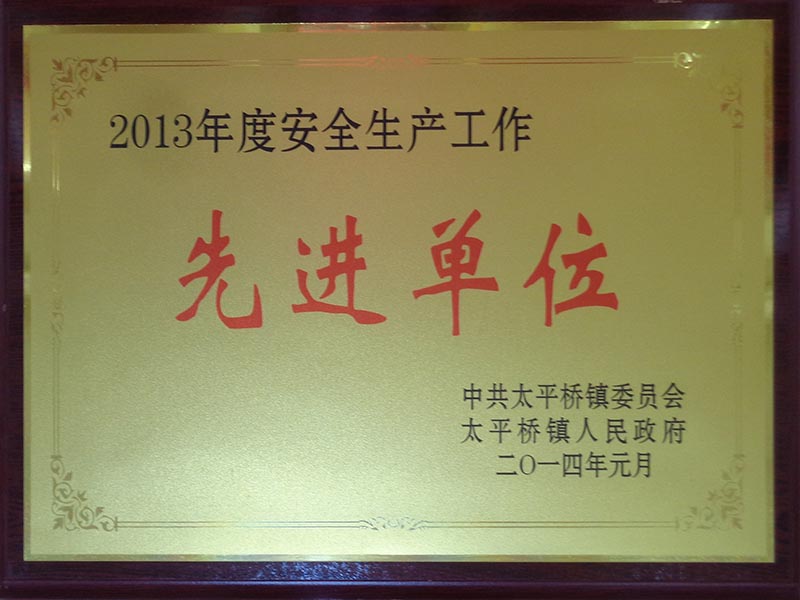 2013年度安全生产工作
先进单位
中共太平桥镇委员会
太平桥镇人民政府
二〇一四年元月